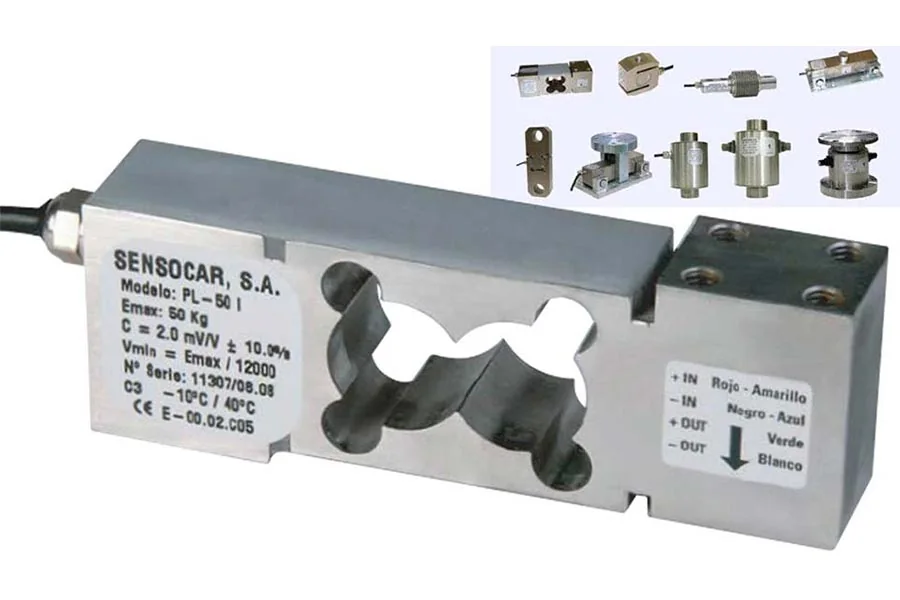 SENSOCAR, S.A.
Modelo: PL-50 I
Emax: 50 Kg
C = 2.0 mV/V ± 10.0%
Vmin = Emax / 12000
Nº Serie: 11307/08.08
C3 -10ºC / 40ºC
CE E-00.02.C05
+ IN Rojo - Amarillo
- IN Negro - Azul
+ OUT Verde
- OUT Blanco